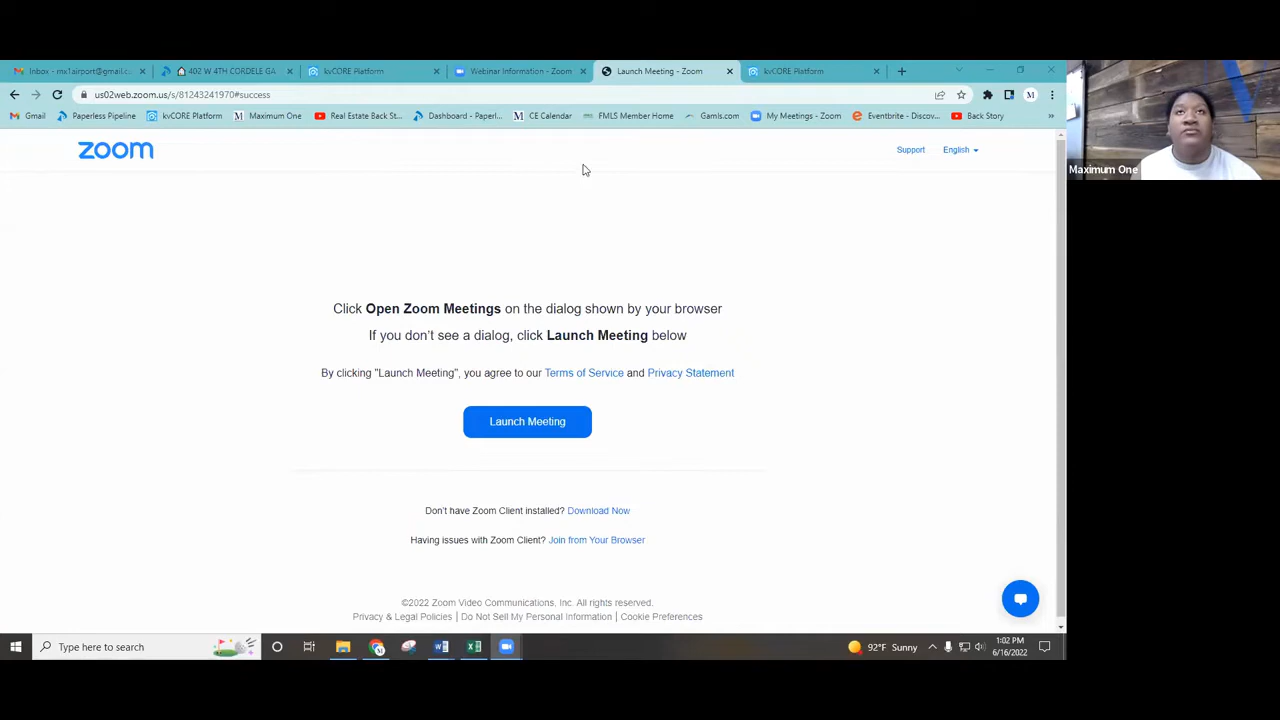 Inbox - mx1airport@gmail.c
402 W 4TH CORDELE GA
kvCORE Platform
Webinar Information - Zoom
Launch Meeting - Zoom
kvCORE Platform
us02web.zoom.us/s/81243241970#success
M
Gmail
Paperless Pipeline
kvCORE Platform
Maximum One
Real Estate Back St...
Dashboard - Paperl...
CE Calendar
FMLS Member Home
Gamls.com
My Meetings - Zoom
Eventbrite - Discov...
Back Story
zoom
Support
English
Maximum One
Click Open Zoom Meetings on the dialog shown by your browser
If you don't see a dialog, click Launch Meeting below
By clicking "Launch Meeting", you agree to our Terms of Service and Privacy Statement
Launch Meeting
Don't have Zoom Client installed? Download Now
Having issues with Zoom Client? Join from Your Browser
©2022 Zoom Video Communications, Inc. All rights reserved.
Privacy & Legal Policies | Do Not Sell My Personal Information | Cookie Preferences
Type here to search
92°F Sunny
1:02 PM
6/16/2022